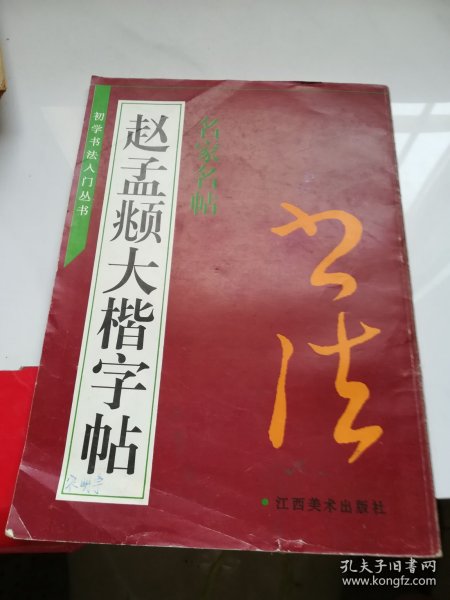 初学书法入门丛书
赵孟頫大楷字帖
名家名帖
书法
江西美术出版社
孔夫子旧书网
www.kongfz.com